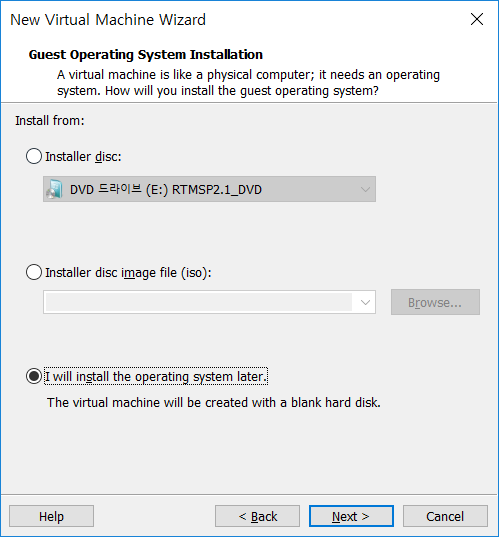 New Virtual Machine Wizard
Guest Operating System Installation
A virtual machine is like a physical computer; it needs an operating
system. How will you install the guest operating system?
Install from:
Installer disc:
DVD 드라이브 (E:) RTMSP2.1_DVD
Installer disc image file (iso):
Browse...
I will install the operating system later.
The virtual machine will be created with a blank hard disk.
Help
< Back
Next >
Cancel